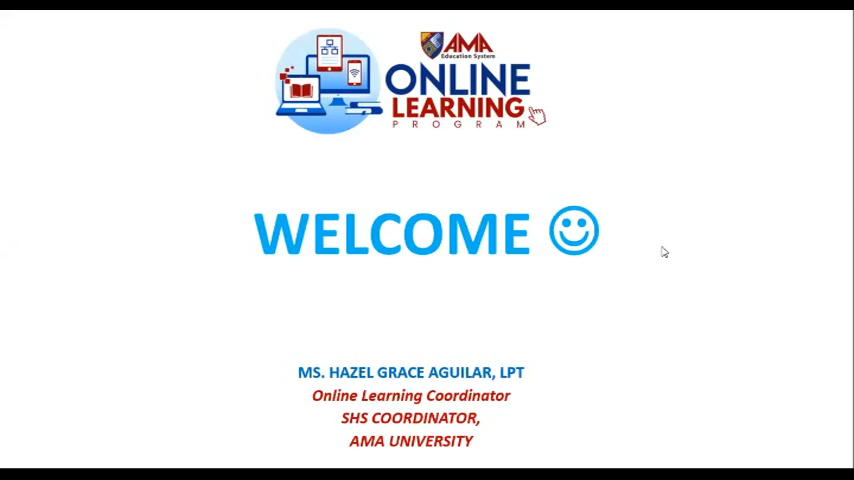 AMA
Education System
ONLINE
LEARNING
PROGRAM
WELCOME
MS. HAZEL GRACE AGUILAR, LPT
Online Learning Coordinator
SHS COORDINATOR,
AMA UNIVERSITY